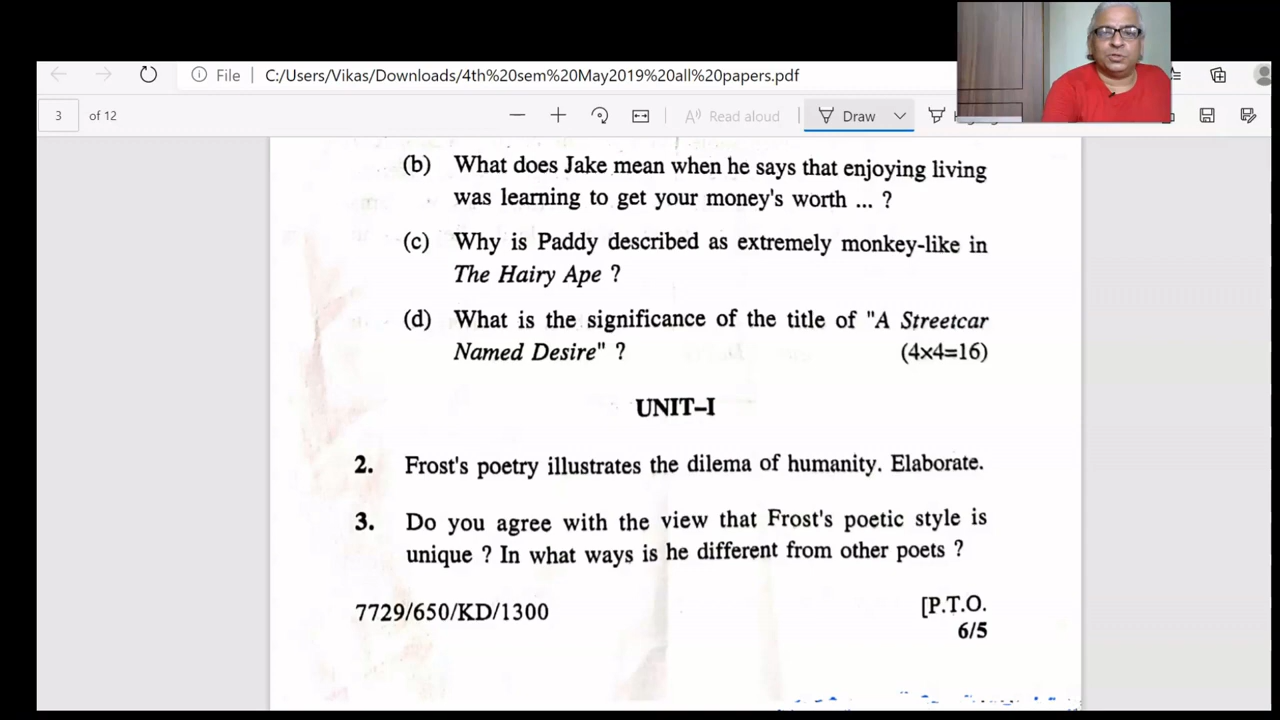 File | C:/Users/Vikas/Downloads/4th%20sem%20May2019%20all%20papers.pdf
3 of 12 Read aloud Draw
(b) What does Jake mean when he says that enjoying living
was learning to get your money's worth ... ?
(c) Why is Paddy described as extremely monkey-like in
The Hairy Ape ?
(d) What is the significance of the title of "A Streetcar
Named Desire" ? (4×4=16)
UNIT–I
2. Frost's poetry illustrates the dilema of humanity. Elaborate.
3. Do you agree with the view that Frost's poetic style is
unique ? In what ways is he different from other poets ?
7729/650/KD/1300 [P.T.O.
6/5